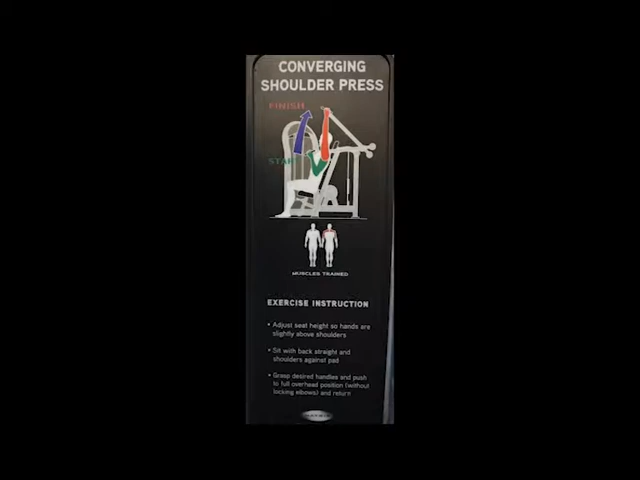 CONVERGING
SHOULDER PRESS
FINISH
START
MUSCLES TRAINED
EXERCISE INSTRUCTION
• Adjust seat height so hands are
slightly above shoulders
• Sit with back straight and
shoulders against pad
• Grasp desired handles and push
to full overhead position (without
locking elbows) and return